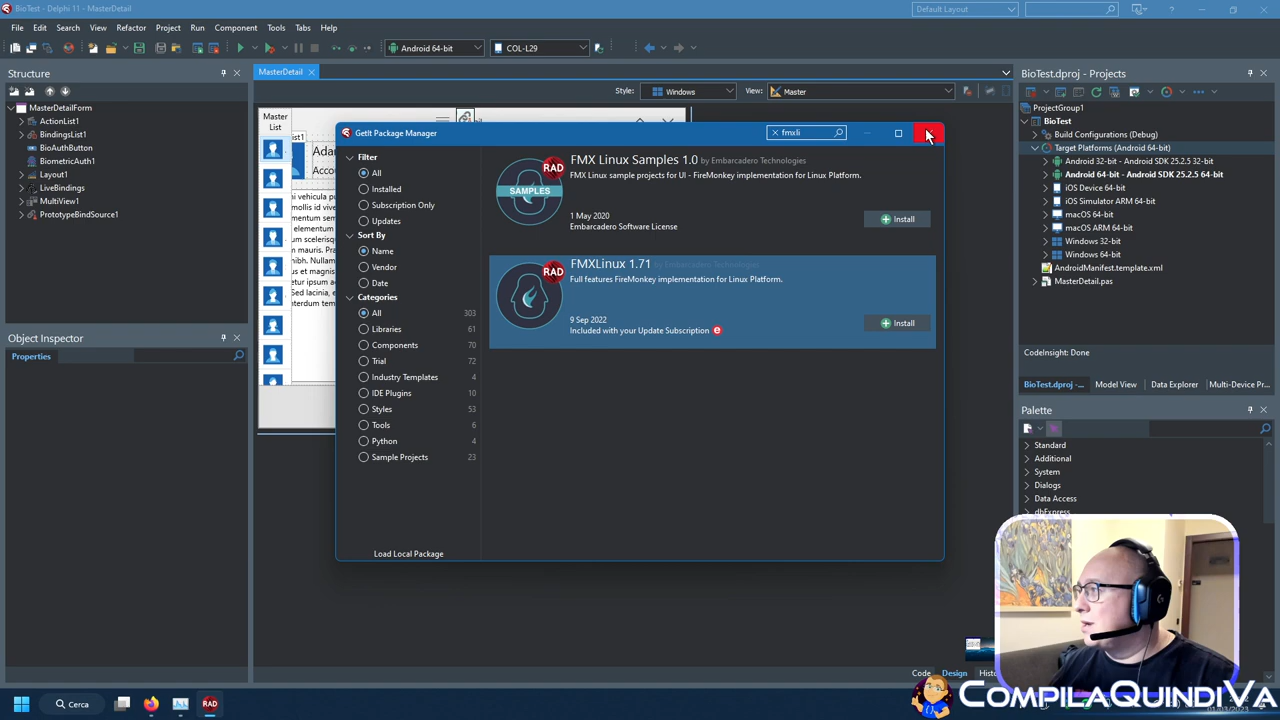 BioTest - Delphi 11 - MasterDetail
Default Layout
File Edit Search View Refactor Project Run Component Tools Tabs Help
Android 64-bit
COL-L29
Structure
MasterDetailForm
ActionList1
BindingsList1
BioAuthButton
BiometricAuth1
Layout1
LiveBindings
MultiView1
PrototypeBindSource1
Object Inspector
Properties
MasterDetail
Style: Windows
View: Master
Master
List
GetIt Package Manager
fmxli
Filter
All
Installed
Subscription Only
Updates
Sort By
Name
Vendor
Date
Categories
All 303
Libraries 61
Components 70
Trial 72
Industry Templates 4
IDE Plugins 10
Styles 53
Tools 6
Python 4
Sample Projects 23
Load Local Package
RAD
SAMPLES
FMX Linux Samples 1.0 by Embarcadero Technologies
FMX Linux sample projects for UI - FireMonkey implementation for Linux Platform.
1 May 2020
Embarcadero Software License
Install
RAD
FMXLinux 1.71 by Embarcadero Technologies
Full features FireMonkey implementation for Linux Platform.
9 Sep 2022
Included with your Update Subscription
Install
BioTest.dproj - Projects
ProjectGroup1
BioTest
Build Configurations (Debug)
Target Platforms (Android 64-bit)
Android 32-bit - Android SDK 25.2.5 32-bit
Android 64-bit - Android SDK 25.2.5 64-bit
iOS Device 64-bit
iOS Simulator ARM 64-bit
macOS 64-bit
macOS ARM 64-bit
Windows 32-bit
Windows 64-bit
AndroidManifest.template.xml
MasterDetail.pas
CodeInsight: Done
BioTest.dproj -... Model View Data Explorer Multi-Device Pr...
Palette
Standard
Additional
System
Dialogs
Data Access
dbExpress
Code Design
Cerca
RAD
COMPILAQUINDIVA